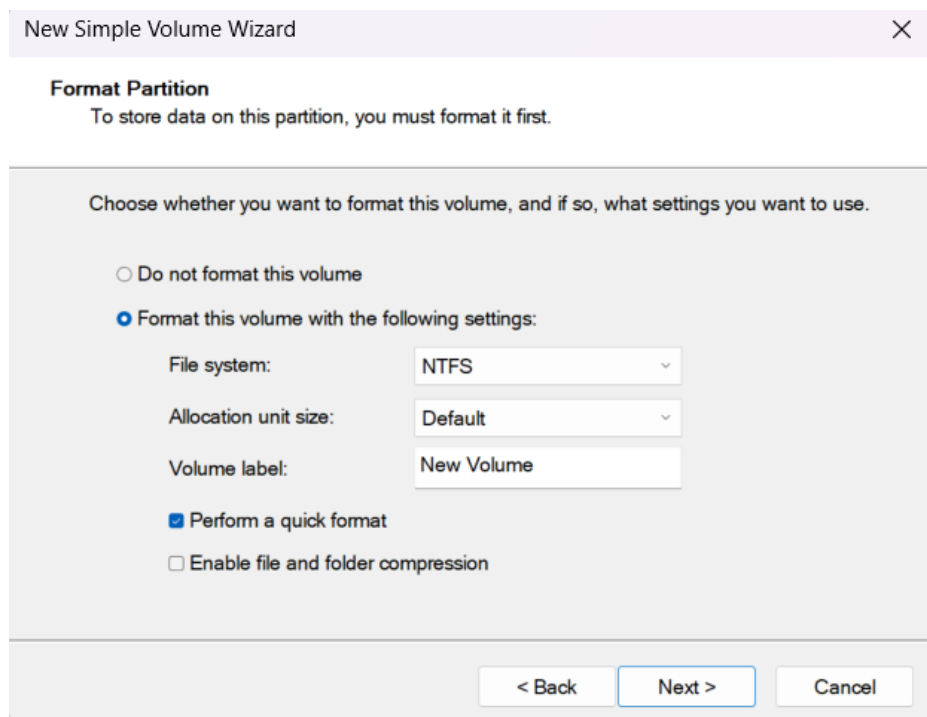 New Simple Volume Wizard
Format Partition
To store data on this partition, you must format it first.
Choose whether you want to format this volume, and if so, what settings you want to use.
Do not format this volume
Format this volume with the following settings:
File system: NTFS
Allocation unit size: Default
Volume label: New Volume
Perform a quick format
Enable file and folder compression
< Back Next > Cancel